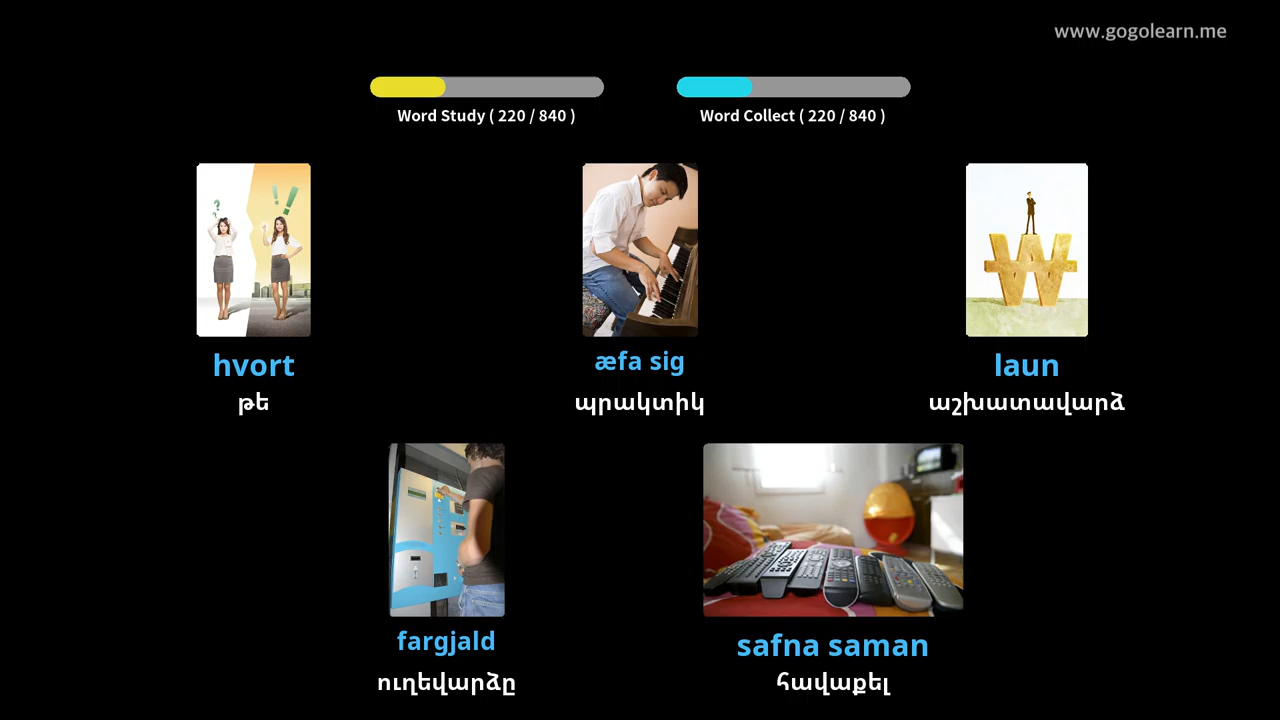 www.gogolearn.me
Word Study ( 220 / 840 )
Word Collect ( 220 / 840 )
hvort
թե
æfa sig
պրակտիկ
laun
աշխատավարձ
fargjald
ուղեվարձը
safna saman
հավաքել